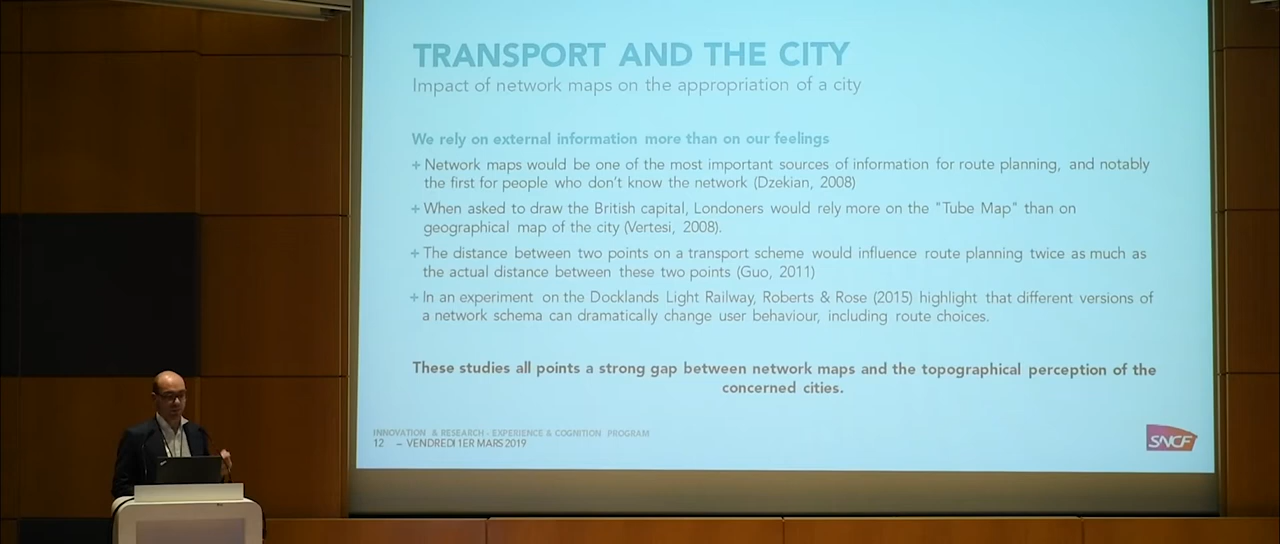 TRANSPORT AND THE CITY
Impact of network maps on the appropriation of a city
We rely on external information more than on our feelings
+ Network maps would be one of the most important sources of information for route planning, and notably
the first for people who don't know the network (Dzekian, 2008)
+ When asked to draw the British capital, Londoners would rely more on the "Tube Map" than on
geographical map of the city (Vertesi, 2008).
+ The distance between two points on a transport scheme would influence route planning twice as much as
the actual distance between these two points (Guo, 2011)
+ In an experiment on the Docklands Light Railway, Roberts & Rose (2015) highlight that different versions of
a network schema can dramatically change user behaviour, including route choices.
These studies all points a strong gap between network maps and the topographical perception of the
concerned cities.
INNOVATION & RESEARCH - EXPERIENCE & COGNITION PROGRAM
12 – VENDREDI 1ER MARS 2019
SNCF